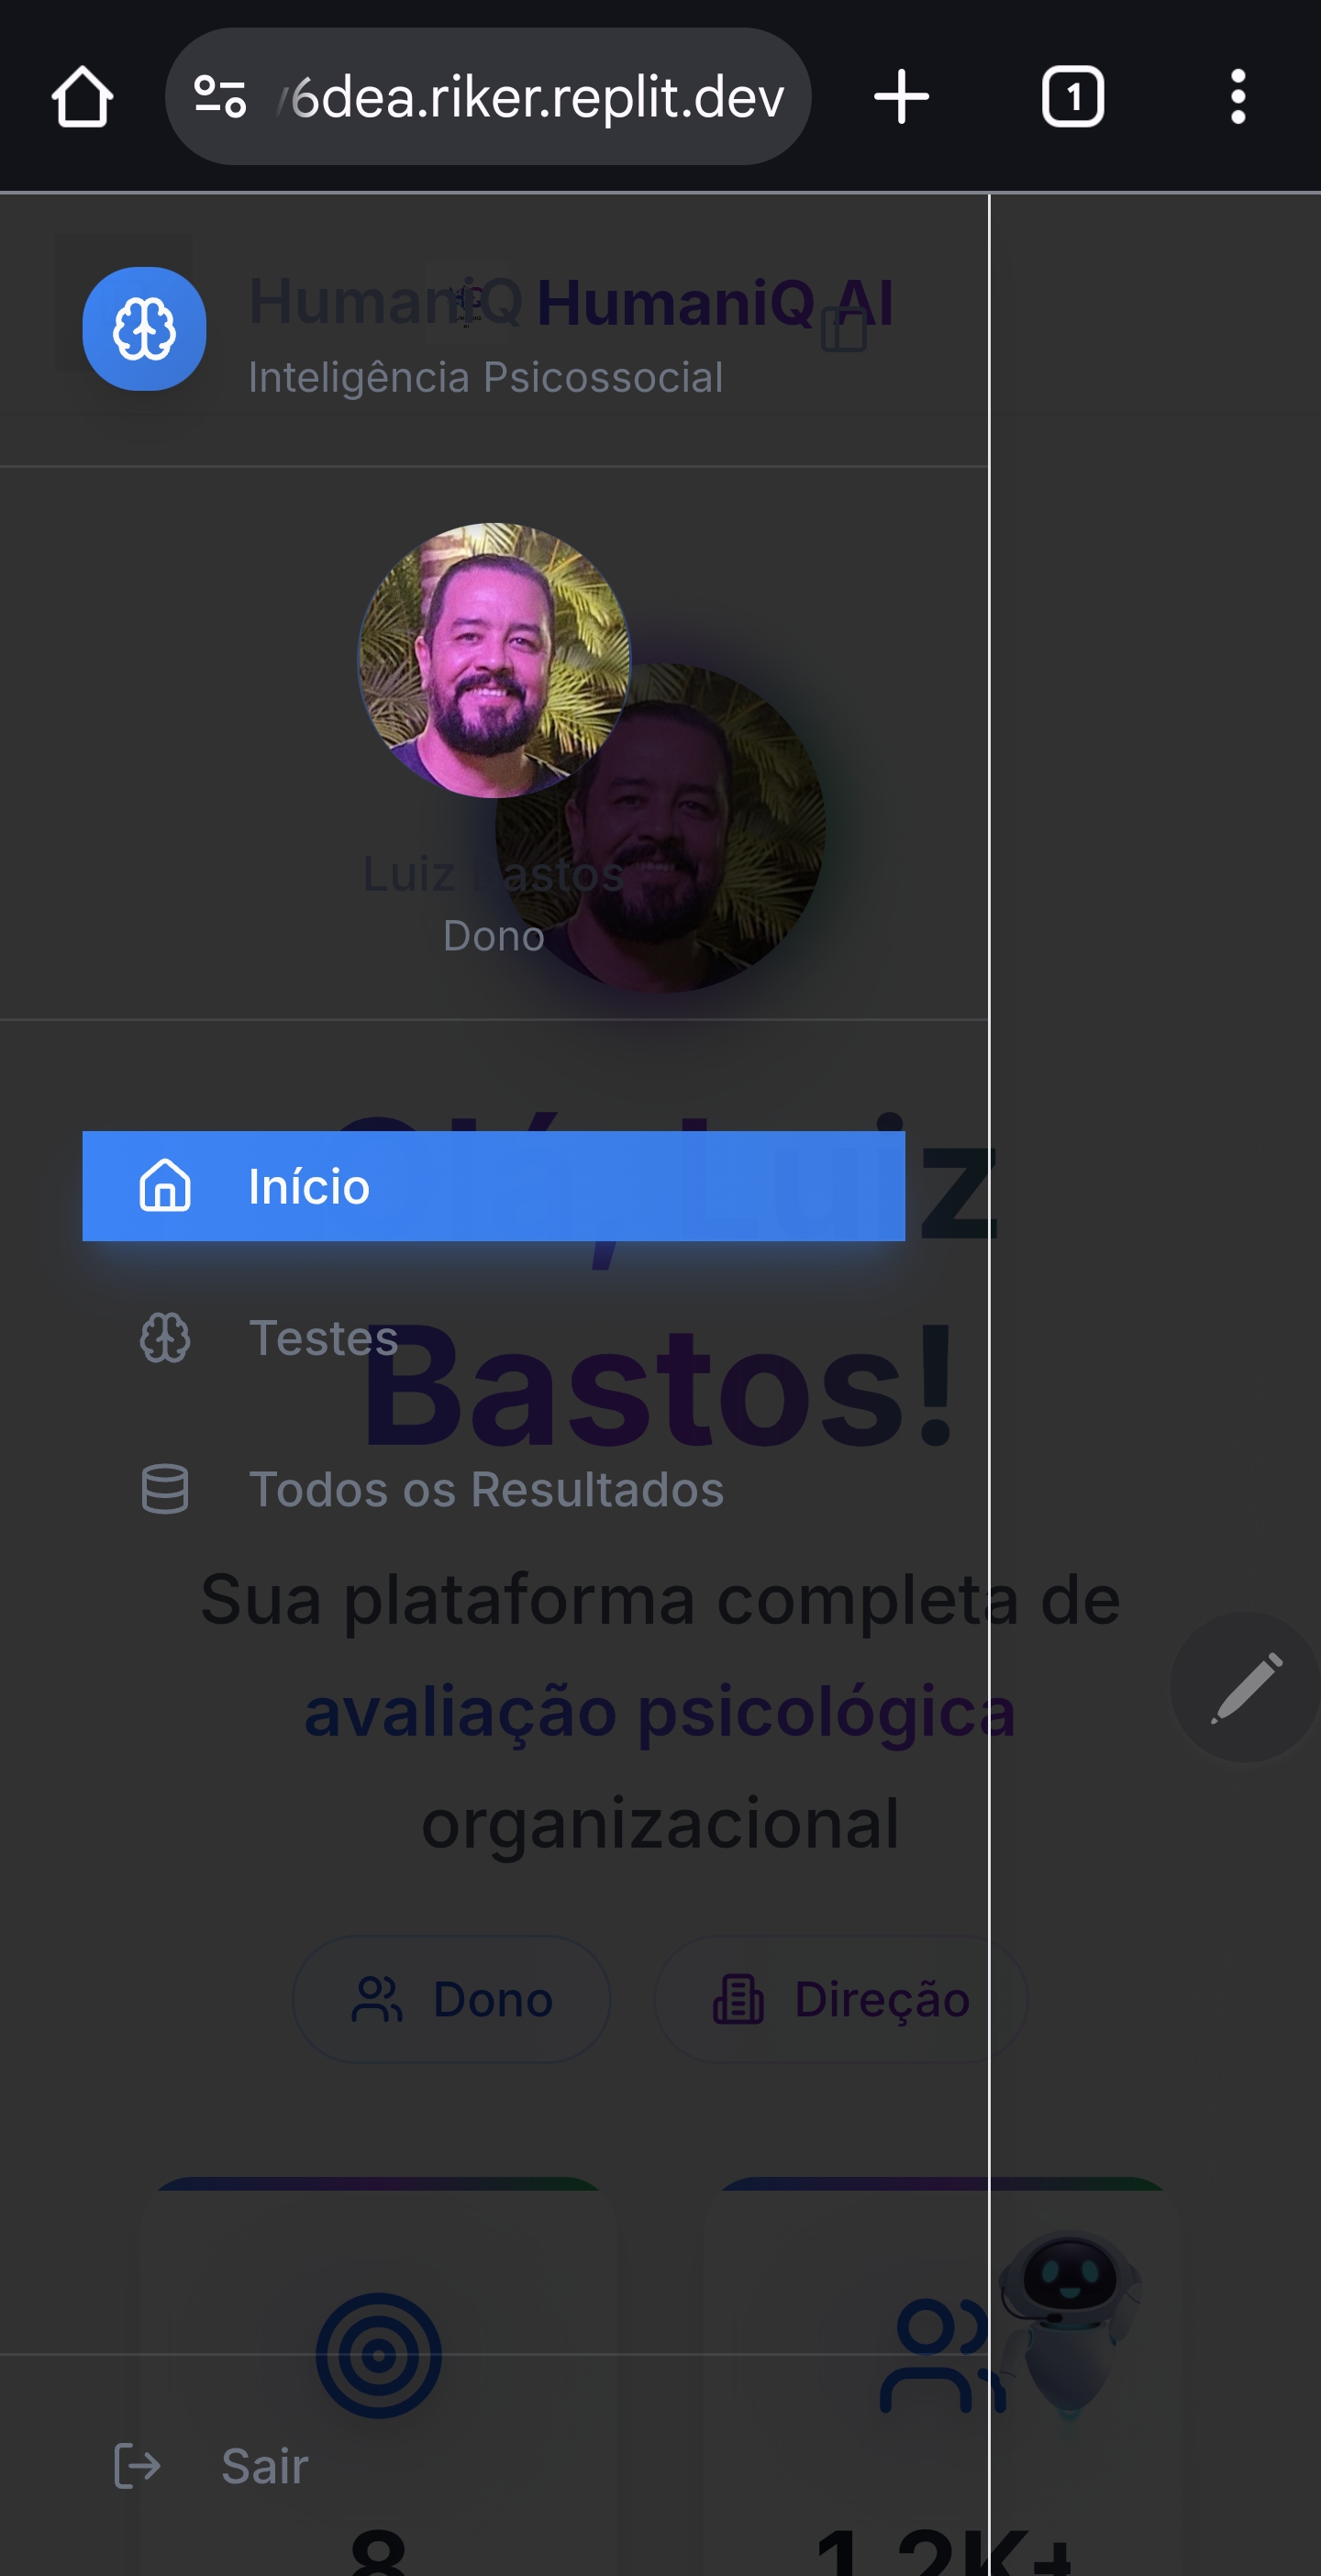 /6dea.riker.replit.dev
1
HumaniQ
HumaniQ AI
Inteligência Psicossocial
Luiz Bastos
Dono
Olá, Luiz
Bastos!
Início
Testes
Todos os Resultados
Sua plataforma completa de
avaliação psicológica
organizacional
Dono
Direção
Sair
8
1.2K+